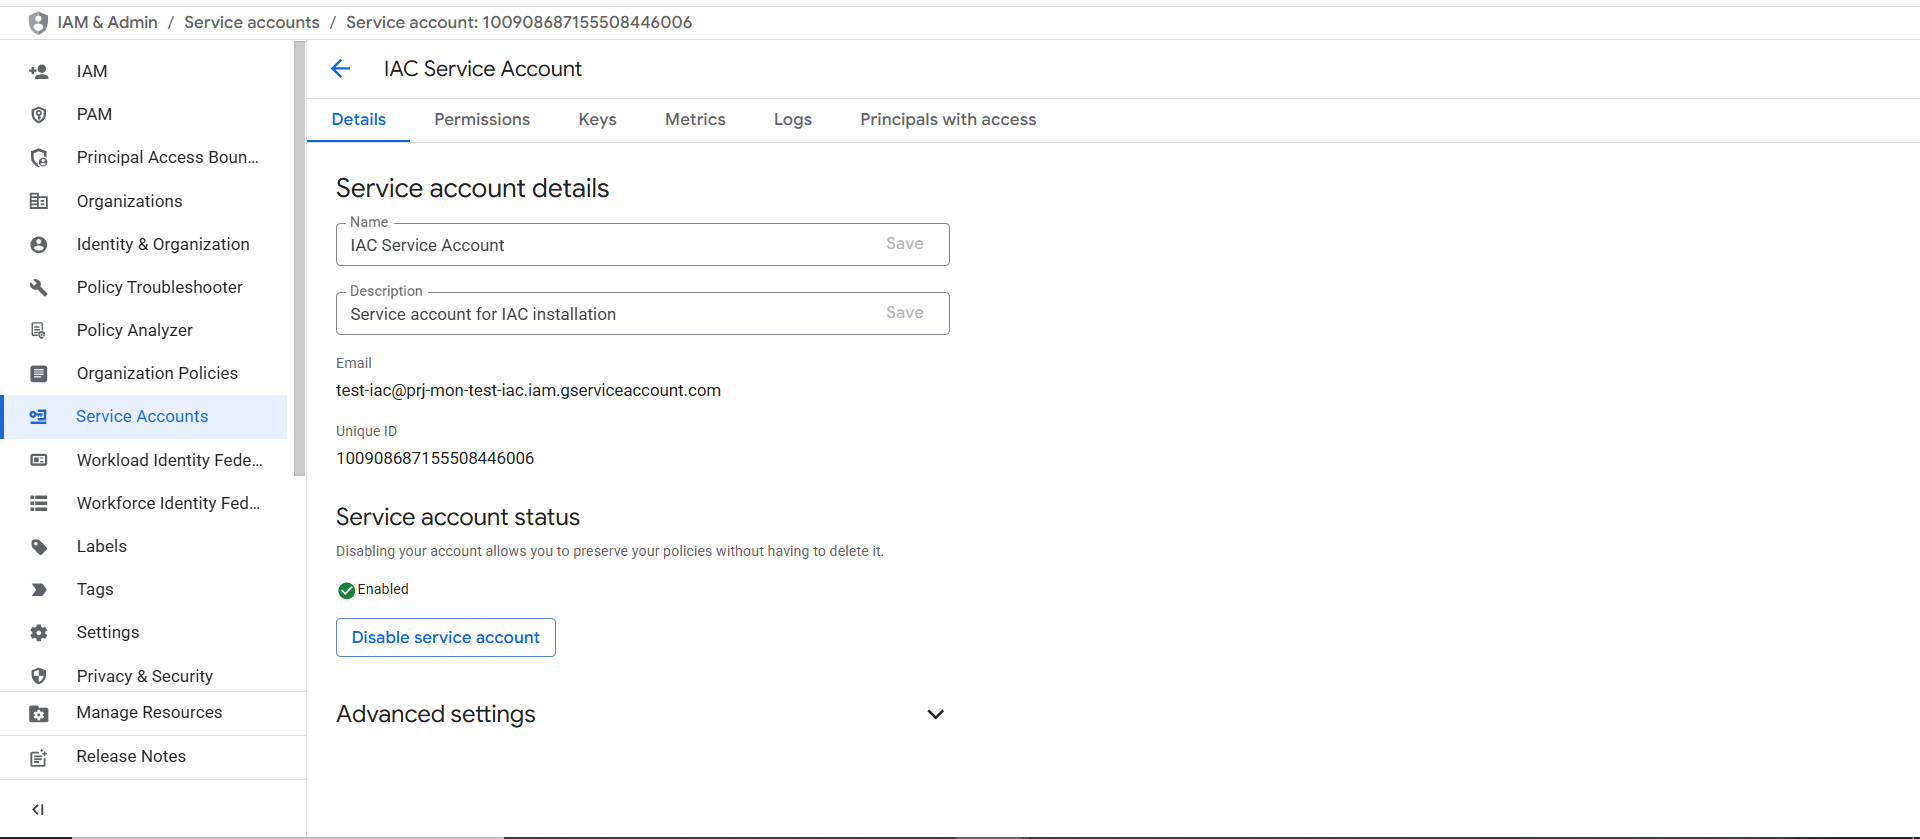 IAM & Admin / Service accounts / Service account: 100908687155508446006
IAM
PAM
Principal Access Boun...
Organizations
Identity & Organization
Policy Troubleshooter
Policy Analyzer
Organization Policies
Service Accounts
Workload Identity Fede...
Workforce Identity Fed...
Labels
Tags
Settings
Privacy & Security
Manage Resources
Release Notes
IAC Service Account
Details Permissions Keys Metrics Logs Principals with access
Service account details
Name
IAC Service Account Save
Description
Service account for IAC installation Save
Email
test-iac@prj-mon-test-iac.iam.gserviceaccount.com
Unique ID
100908687155508446006
Service account status
Disabling your account allows you to preserve your policies without having to delete it.
Enabled
Disable service account
Advanced settings